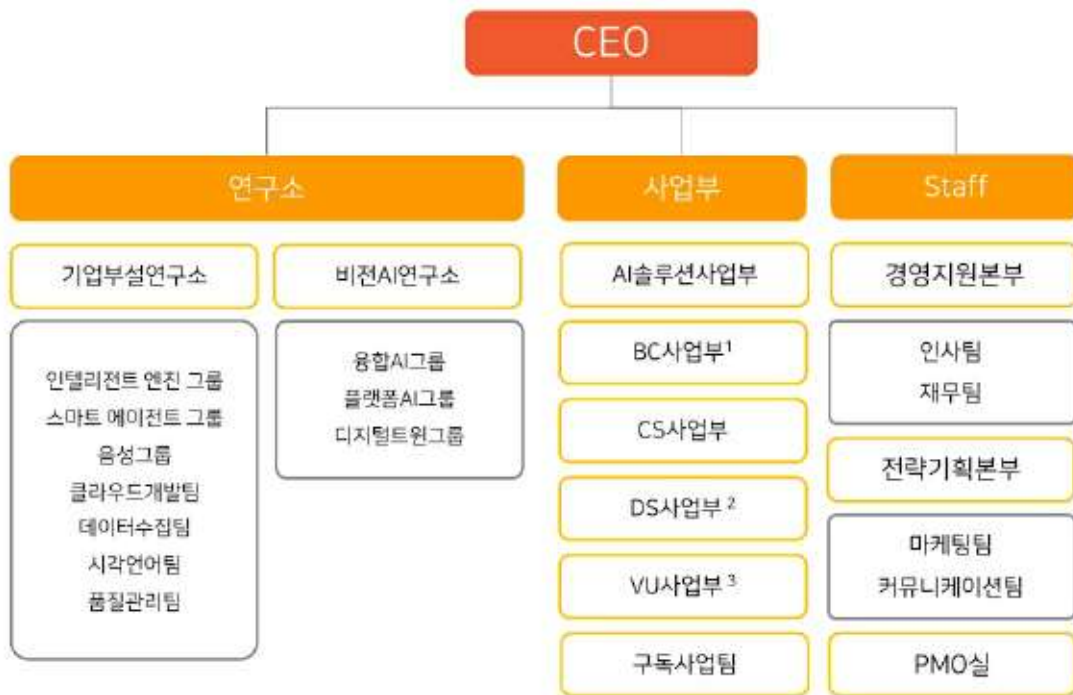 CEO
연구소
사업부
Staff
기업부설연구소
비전AI연구소
AI솔루션사업부
경영지원본부
인텔리전트 엔진 그룹
스마트 에이전트 그룹
음성그룹
클라우드개발팀
데이터수집팀
시각언어팀
품질관리팀
융합AI그룹
플랫폼AI그룹
디지털트윈그룹
BC사업부¹
CS사업부
DS사업부 ²
VU사업부 ³
구독사업팀
인사팀
재무팀
전략기획본부
마케팅팀
커뮤니케이션팀
PMO실